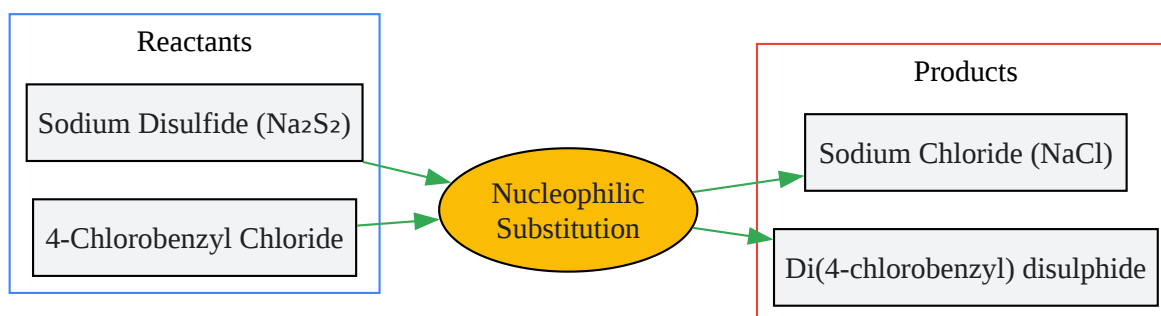 Reactants
Sodium Disulfide (Na₂S₂)
4-Chlorobenzyl Chloride
Nucleophilic
Substitution
Products
Sodium Chloride (NaCl)
Di(4-chlorobenzyl) disulphide